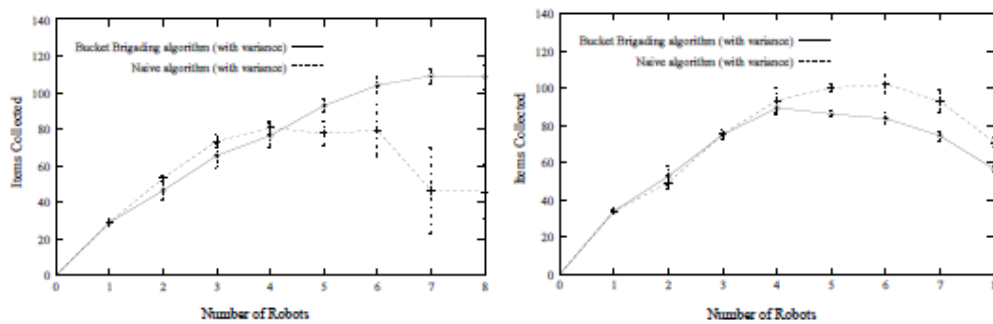 140
120
100
80
60
40
20
0
Items Collected
Bucket Brigading algorithm (with variance)
Naive algorithm (with variance)
0 1 2 3 4 5 6 7 8
Number of Robots
140
120
100
80
60
40
20
0
Items Collected
Bucket Brigading algorithm (with variance)
Naive algorithm (with variance)
0 1 2 3 4 5 6 7
Number of Robots